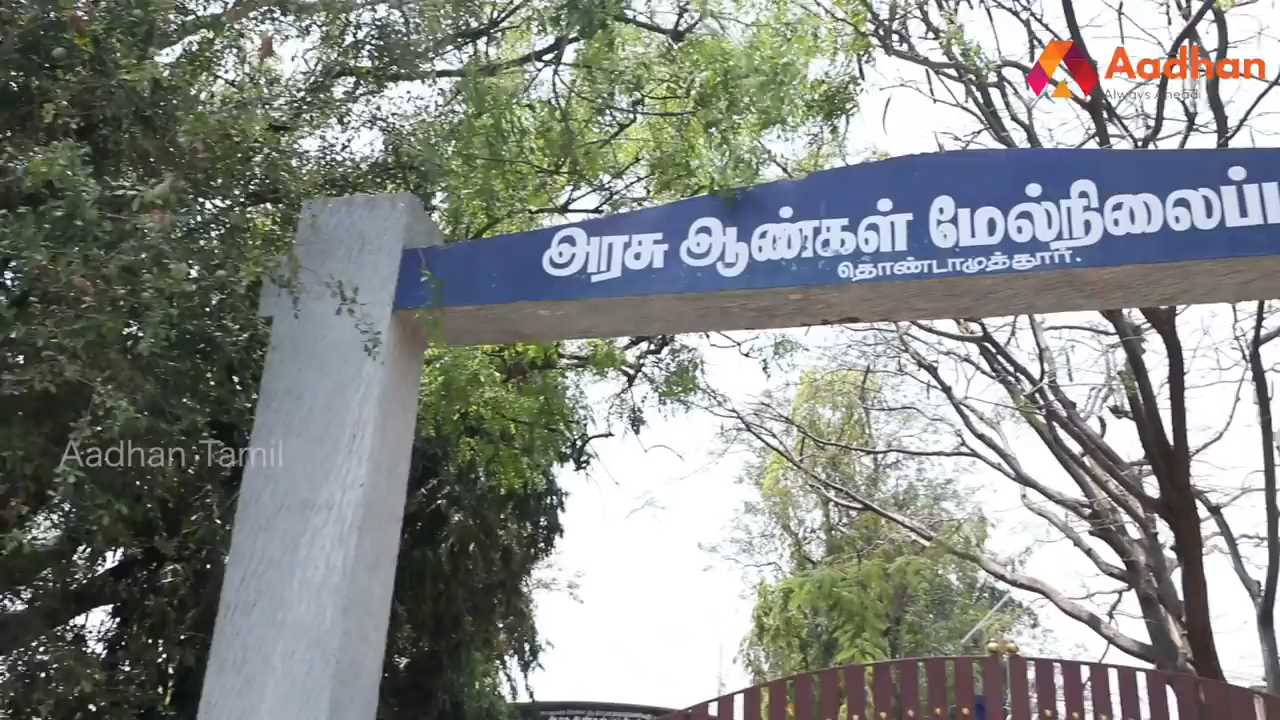 Aadhan
Always Ahead
அரசு ஆண்கள் மேல்நிலைப்ப
தொண்டாமுத்தூர்.
Aadhan Tamil